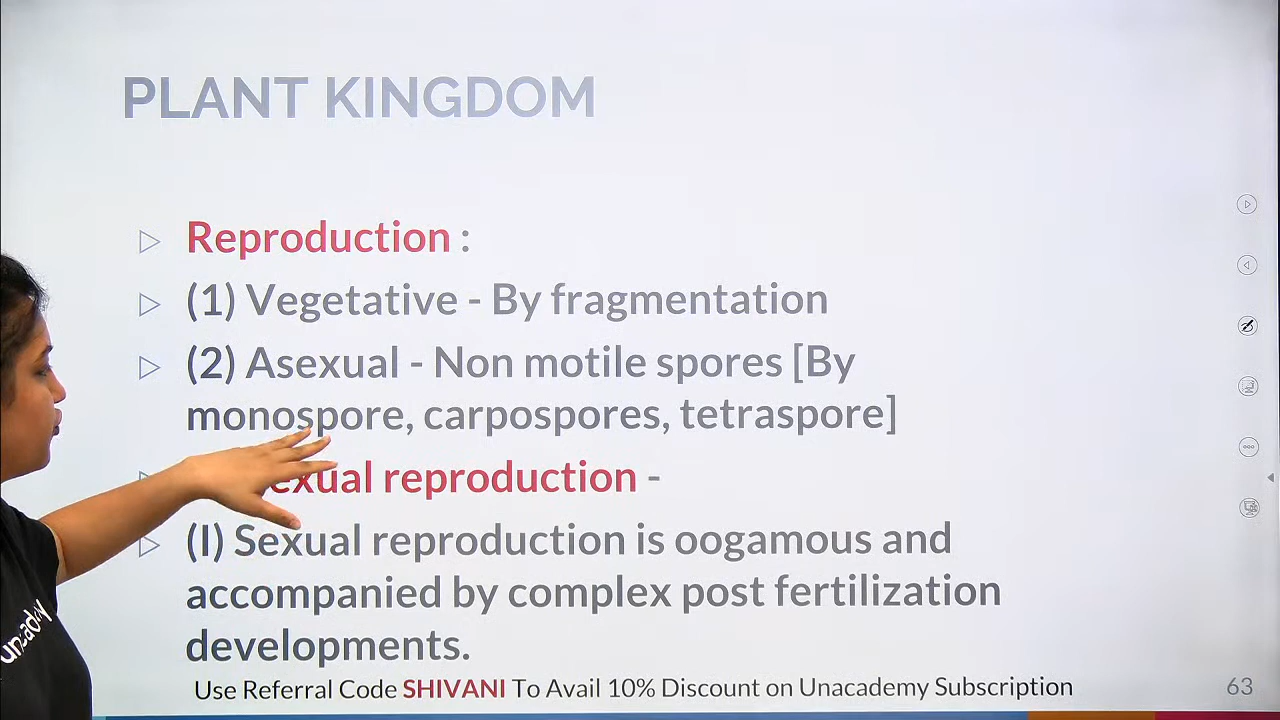 PLANT KINGDOM
Reproduction :
(1) Vegetative - By fragmentation
(2) Asexual - Non motile spores [By
monospore, carpospores, tetraspore]
reproduction -
(I) Sexual reproduction is oogamous and
accompanied by complex post fertilization
developments.
unacademy
Use Referral Code SHIVANI To Avail 10% Discount on Unacademy Subscription
63